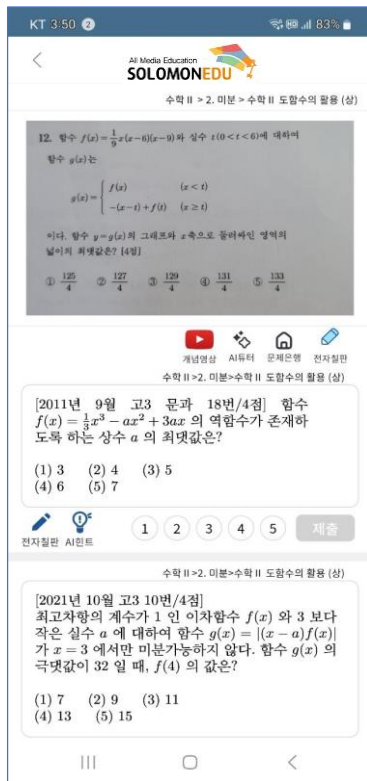 KT 3:50 2 83%
All Media Education
SOLOMONEDU
수학 II > 2. 미분 > 수학 II 도함수의 활용 (상)
12. 함수 f(x)=1/9 x(x-6)(x-9)와 실수 t(0<t<6)에 대하여
함수 g(x)는
g(x)={ f(x) (x<t)
-(x-t)+f(t) (x≥t)
이다. 함수 y=g(x)의 그래프와 x축으로 둘러싸인 영역의
넓이의 최댓값은? [4점]
① 125/4 ② 127/4 ③ 129/4 ④ 131/4 ⑤ 133/4
개념영상 AI튜터 문제은행 전자칠판
수학 II >2. 미분>수학 II 도함수의 활용 (상)
[2011년 9월 고3 문과 18번/4점] 함수
f(x) = 1/3 x³ − ax² + 3ax 의 역함수가 존재하
도록 하는 상수 a 의 최댓값은?
(1) 3 (2) 4 (3) 5
(4) 6 (5) 7
전자칠판 AI힌트 1 2 3 4 5 제출
수학 II >2. 미분>수학 II 도함수의 활용 (상)
[2021년 10월 고3 10번/4점]
최고차항의 계수가 1 인 이차함수 f(x) 와 3 보다
작은 실수 a 에 대하여 함수 g(x) = |(x − a)f(x)|
가 x = 3 에서만 미분가능하지 않다. 함수 g(x) 의
극댓값이 32 일 때, f(4) 의 값은?
(1) 7 (2) 9 (3) 11
(4) 13 (5) 15